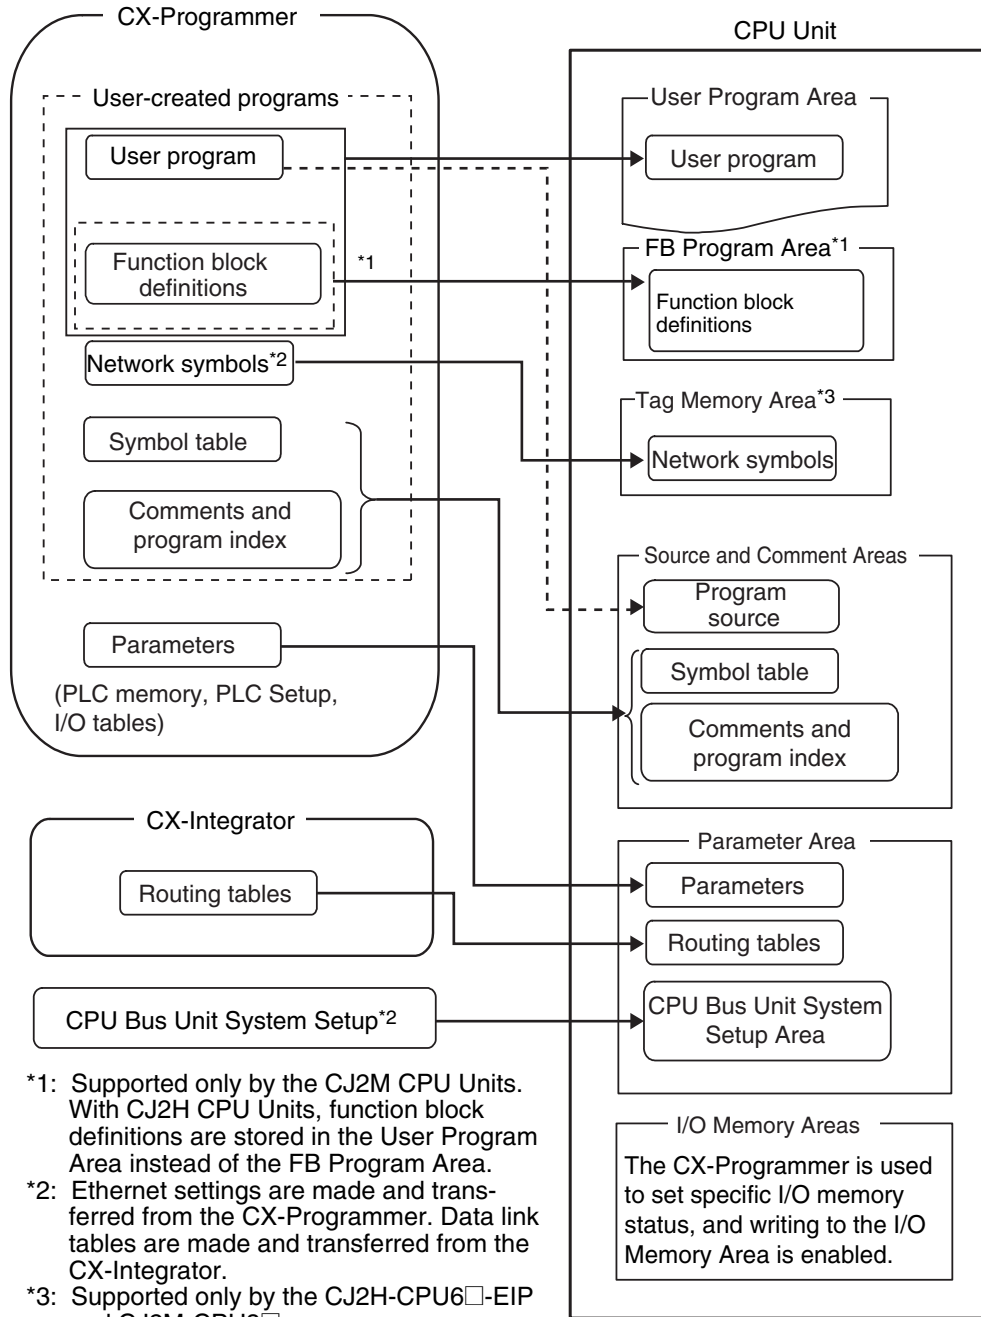 CX-Programmer
User-created programs
User program
Function block
definitions
*1
Network symbols*2
Symbol table
Comments and
program index
Parameters
(PLC memory, PLC Setup,
I/O tables)
CX-Integrator
Routing tables
CPU Bus Unit System Setup*2
*1: Supported only by the CJ2M CPU Units.
With CJ2H CPU Units, function block
definitions are stored in the User Program
Area instead of the FB Program Area.
*2: Ethernet settings are made and trans-
ferred from the CX-Programmer. Data link
tables are made and transferred from the
CX-Integrator.
*3: Supported only by the CJ2H-CPU6□-EIP
CPU Unit
User Program Area
User program
FB Program Area*1
Function block
definitions
Tag Memory Area*3
Network symbols
Source and Comment Areas
Program
source
Symbol table
Comments and
program index
Parameter Area
Parameters
Routing tables
CPU Bus Unit System
Setup Area
I/O Memory Areas
The CX-Programmer is used
to set specific I/O memory
status, and writing to the I/O
Memory Area is enabled.